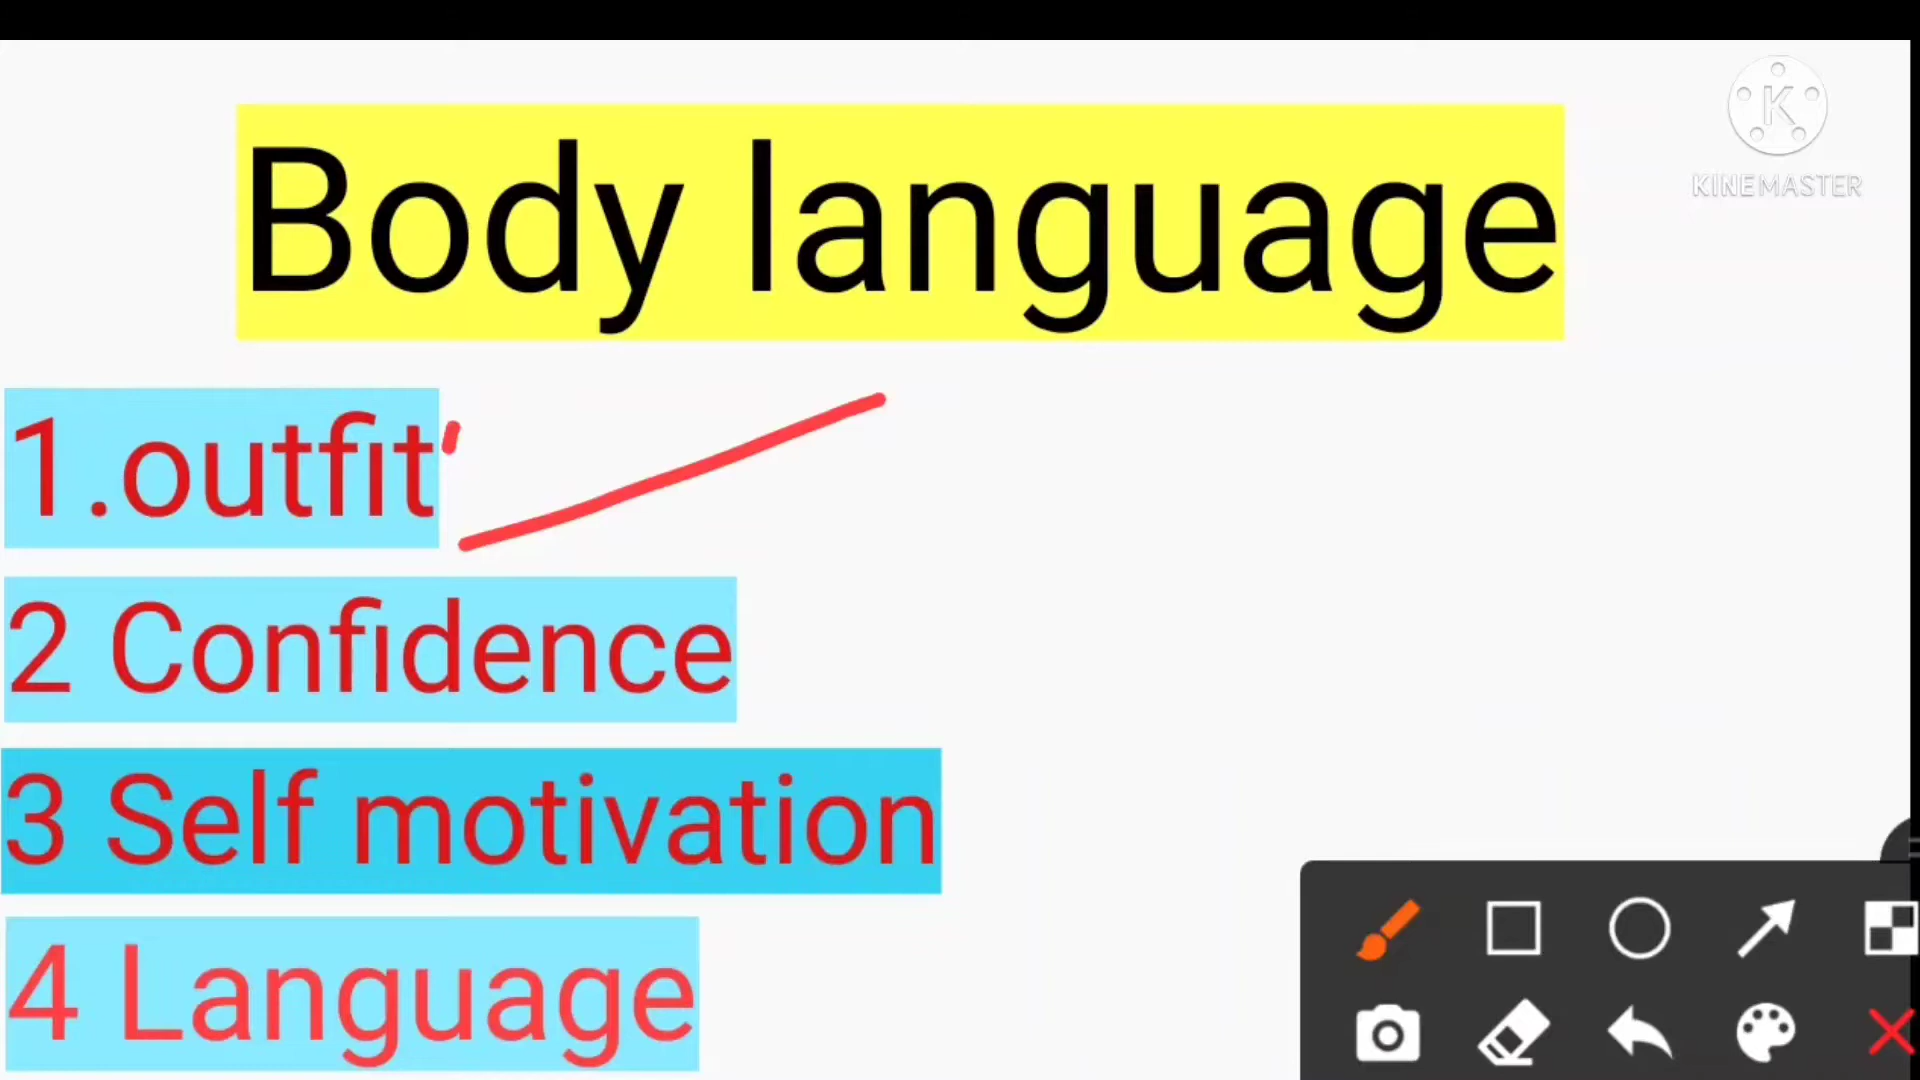 K
KINEMASTER
Body language
1.outfit
2 Confidence
3 Self motivation
4 Language